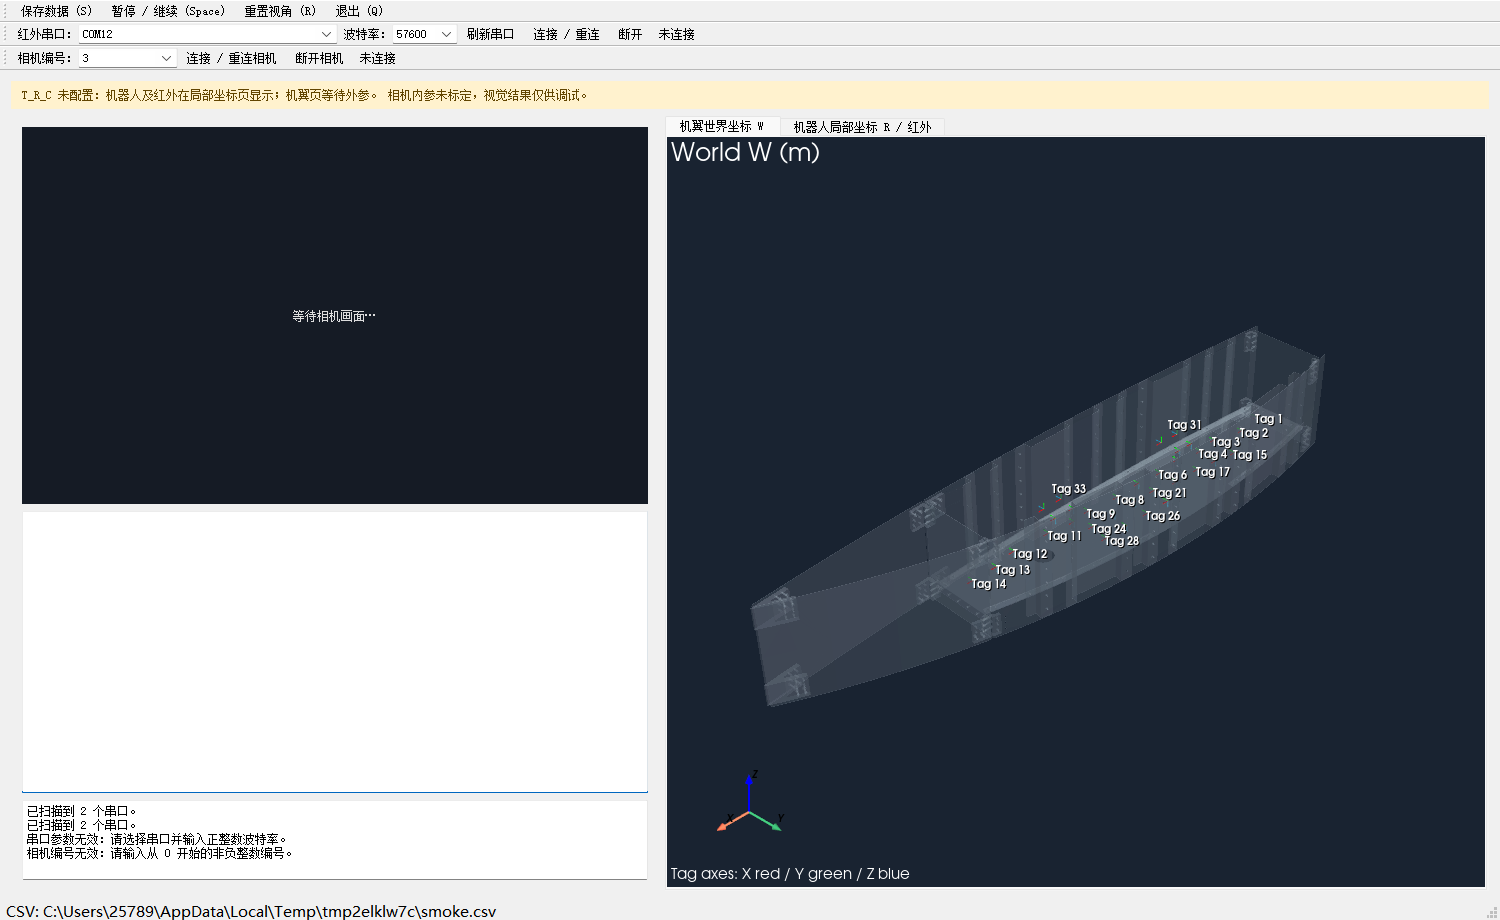 保存数据 (S) 暂停 / 继续 (Space) 重置视角 (R) 退出 (Q)
红外串口: COM12 波特率: 57600 刷新串口 连接 / 重连 断开 未连接
相机编号: 3 连接 / 重连相机 断开相机 未连接
T_R_C 未配置: 机器人及红外在局部坐标页显示; 机翼页等待外参。 相机内参未标定, 视觉结果仅供调试。
等待相机画面…
机翼世界坐标 W 机器人局部坐标 R / 红外
World W (m)
Tag 1
Tag 31
Tag 2
Tag 3
Tag 4
Tag 15
Tag 17
Tag 6
Tag 33
Tag 21
Tag 8
Tag 9
Tag 26
Tag 24
Tag 11
Tag 28
Tag 12
Tag 13
Tag 14
Z
X
Y
Tag axes: X red / Y green / Z blue
已扫描到 2 个串口。
已扫描到 2 个串口。
串口参数无效: 请选择串口并输入正整数波特率。
相机编号无效: 请输入从 0 开始的非负整数编号。
CSV: C:\Users\25789\AppData\Local\Temp\tmp2elklw7c\smoke.csv